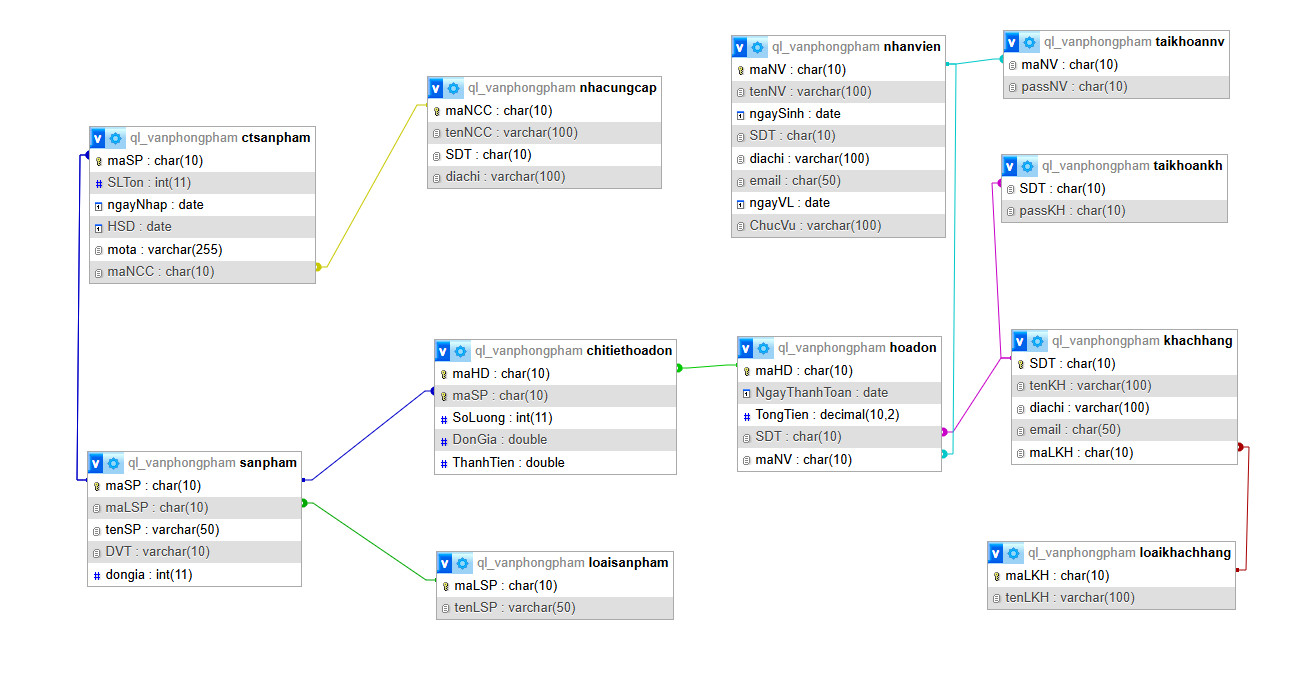 ql_vanphongpham ctsanpham
maSP : char(10)
SLTon : int(11)
ngayNhap : date
HSD : date
mota : varchar(255)
maNCC : char(10)
ql_vanphongpham nhacungcap
maNCC : char(10)
tenNCC : varchar(100)
SDT : char(10)
diachi : varchar(100)
ql_vanphongpham nhanvien
maNV : char(10)
tenNV : varchar(100)
ngaySinh : date
SDT : char(10)
diachi : varchar(100)
email : char(50)
ngayVL : date
ChucVu : varchar(100)
ql_vanphongpham taikhoannv
maNV : char(10)
passNV : char(10)
ql_vanphongpham taikhoankh
SDT : char(10)
passKH : char(10)
ql_vanphongpham sanpham
maSP : char(10)
maLSP : char(10)
tenSP : varchar(50)
DVT : varchar(10)
dongia : int(11)
ql_vanphongpham chitiethoadon
maHD : char(10)
maSP : char(10)
SoLuong : int(11)
DonGia : double
ThanhTien : double
ql_vanphongpham hoadon
maHD : char(10)
NgayThanhToan : date
TongTien : decimal(10,2)
SDT : char(10)
maNV : char(10)
ql_vanphongpham khachhang
SDT : char(10)
tenKH : varchar(100)
diachi : varchar(100)
email : char(50)
maLKH : char(10)
ql_vanphongpham loaisanpham
maLSP : char(10)
tenLSP : varchar(50)
ql_vanphongpham loaikhachhang
maLKH : char(10)
tenLKH : varchar(100)